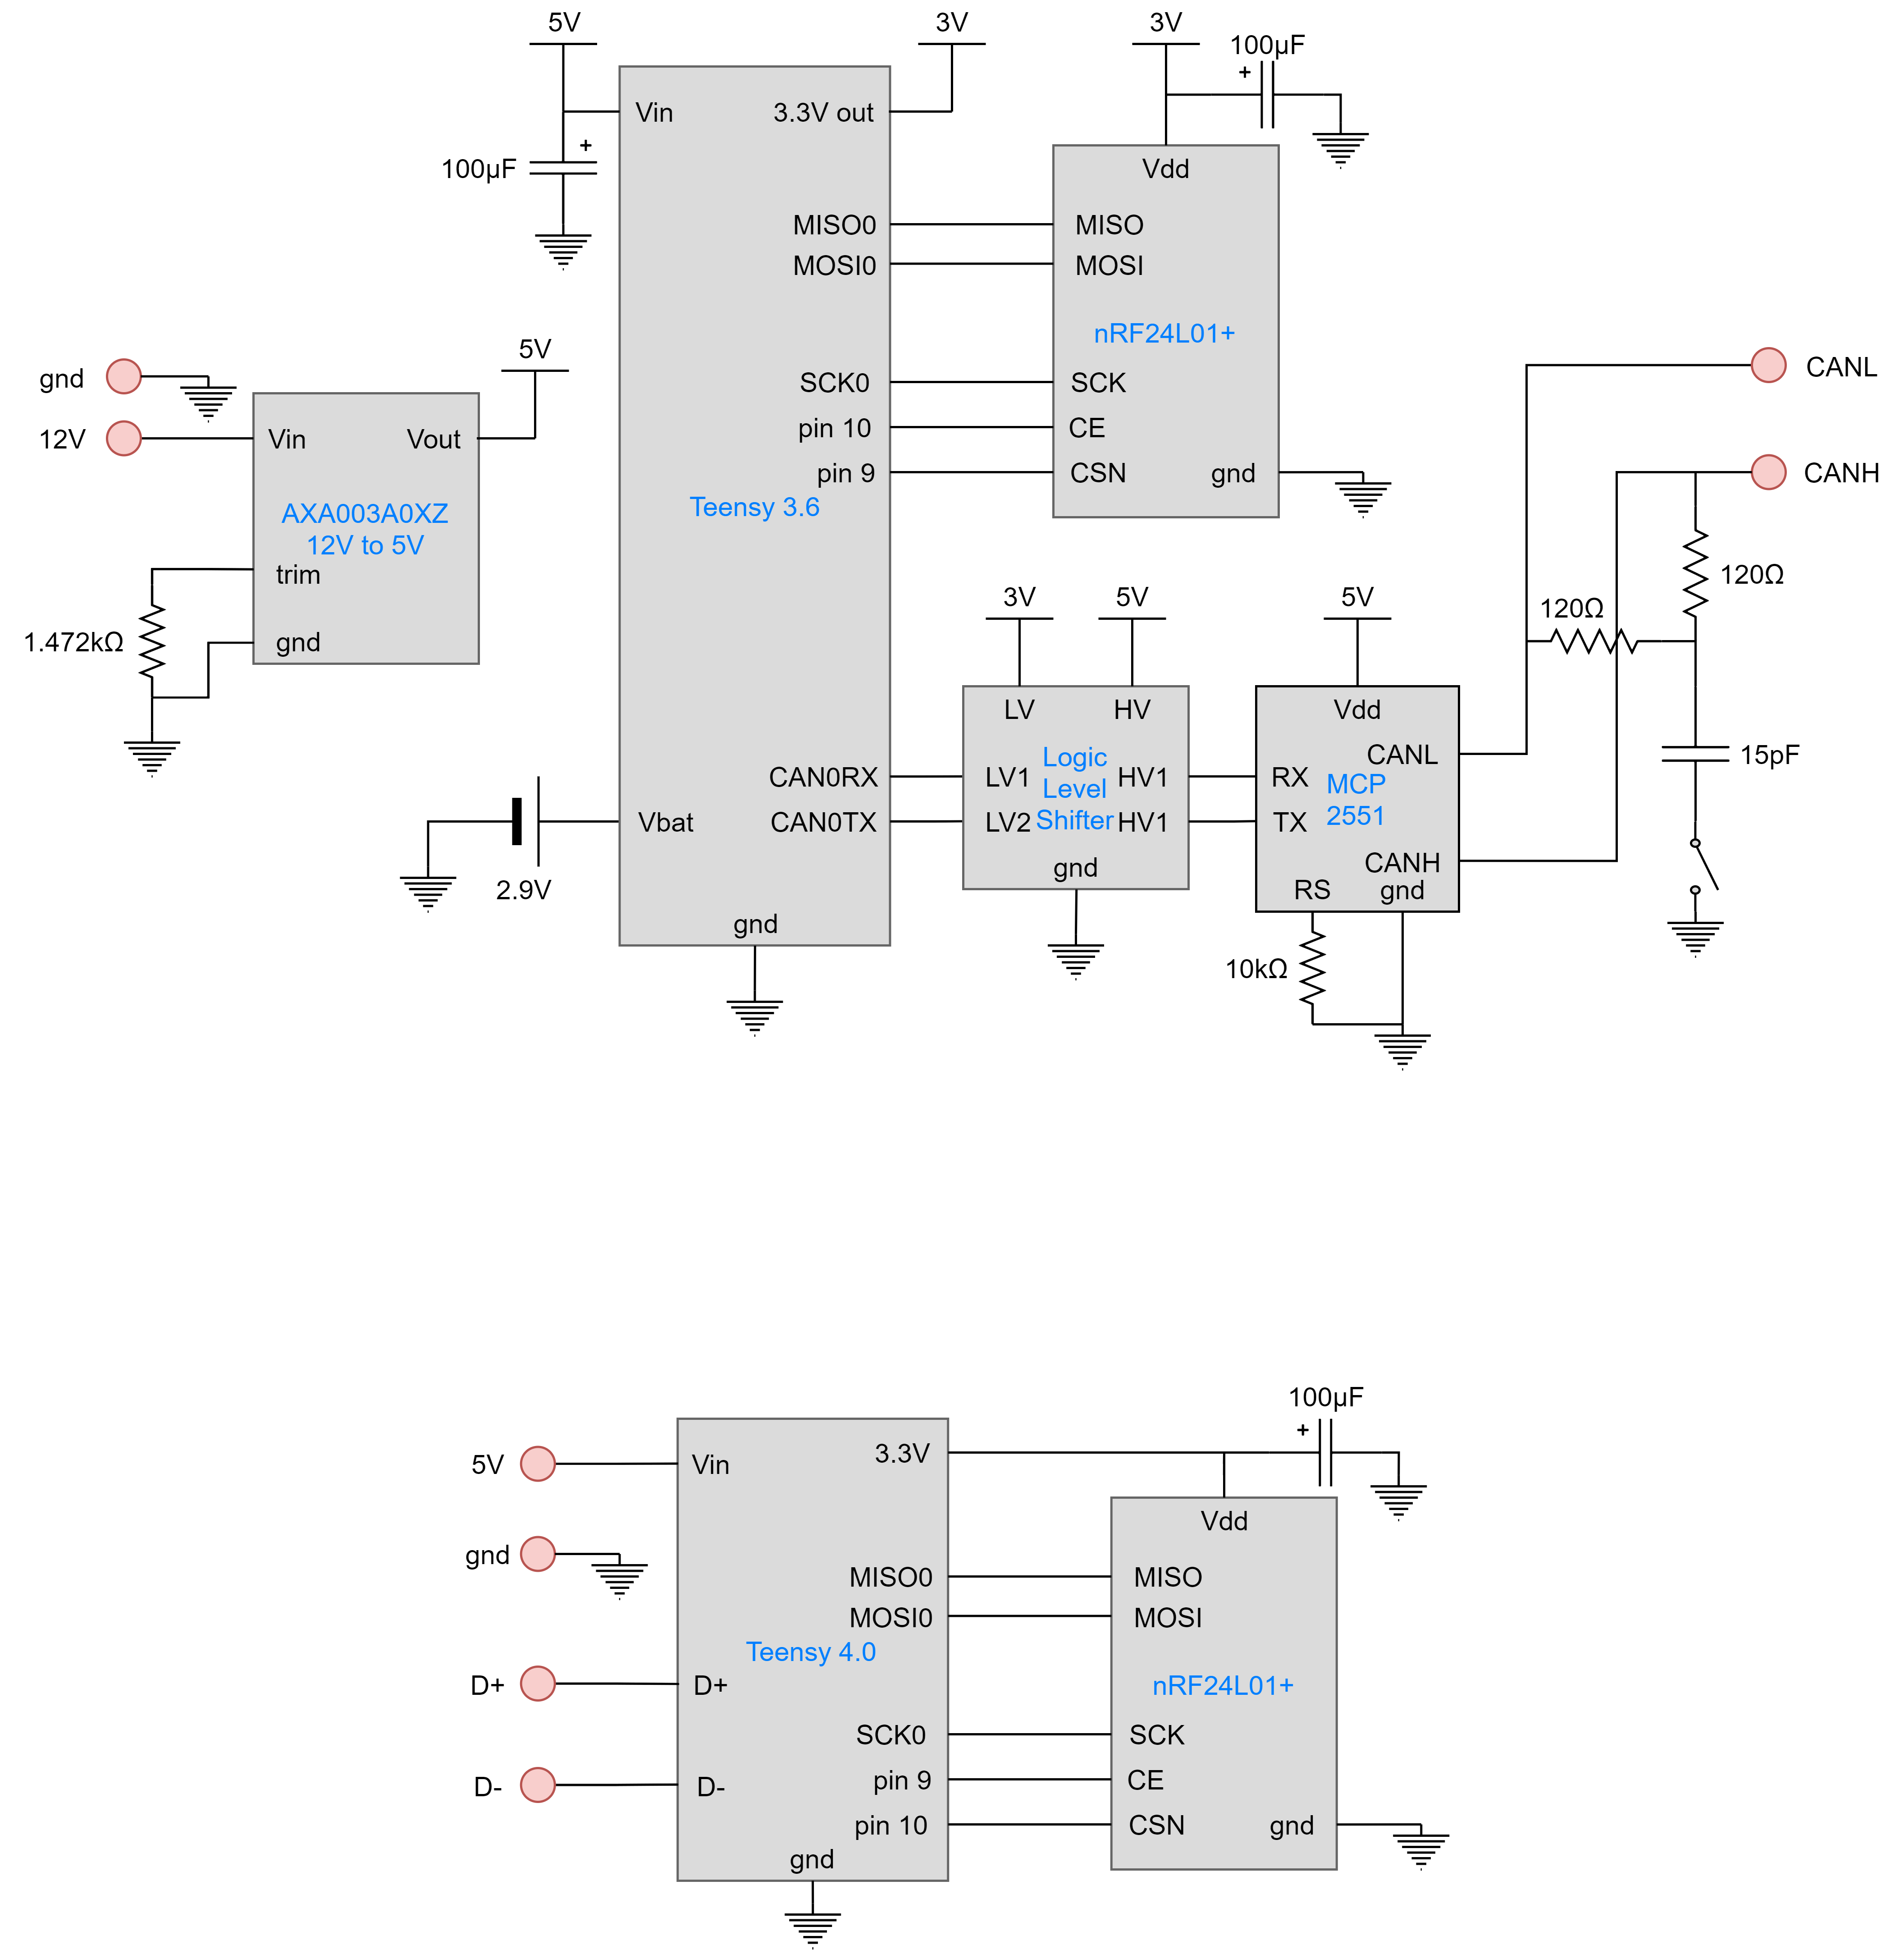 5V
3V
3V
100µF
+
Vin
3.3V out
+
100µF
Vdd
MISO0
MISO
MOSI0
MOSI
nRF24L01+
5V
gnd
CANL
SCK0
SCK
pin 10
CE
12V
Vin
Vout
pin 9
CSN
gnd
CANH
Teensy 3.6
AXA003A0XZ
12V to 5V
trim
120Ω
3V
5V
5V
120Ω
1.472kΩ
gnd
LV
HV
Vdd
CANL
15pF
Logic
Level
Shifter
CAN0RX
LV1
HV1
RX
MCP
2551
Vbat
CAN0TX
LV2
HV1
TX
CANH
gnd
2.9V
RS
gnd
gnd
10kΩ
100µF
+
5V
Vin
3.3V
Vdd
gnd
MISO0
MISO
MOSI0
MOSI
Teensy 4.0
D+
D+
nRF24L01+
SCK0
SCK
D-
D-
pin 9
CE
pin 10
CSN
gnd
gnd